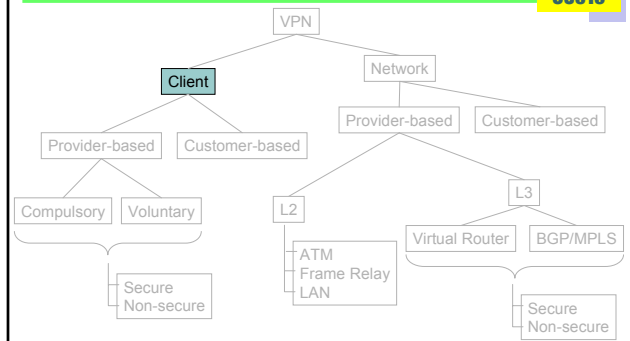 VPN
Client
Network
Provider-based
Customer-based
Provider-based
Customer-based
Compulsory
Voluntary
L2
L3
ATM
Frame Relay
LAN
Virtual Router
BGP/MPLS
Secure
Non-secure
Secure
Non-secure